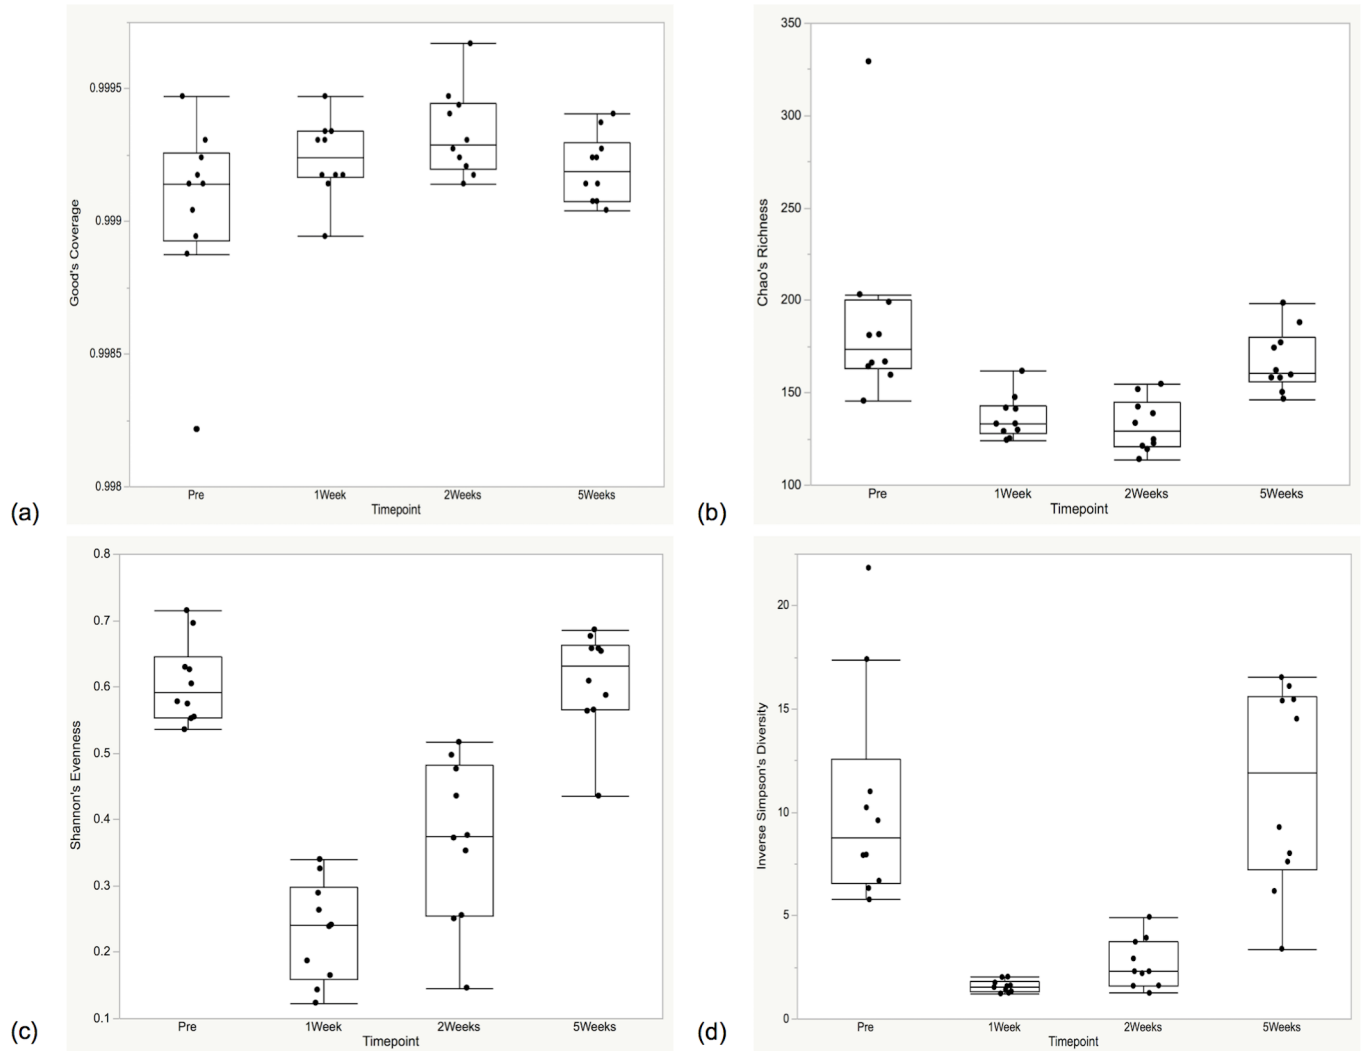 Good's Coverage
0.9995
0.999
0.9985
0.998
Pre 1Week 2Weeks 5Weeks
Timepoint
(a)
Chao's Richness
350
300
250
200
150
100
Pre 1Week 2Weeks 5Weeks
Timepoint
(b)
Shannon's Evenness
0.8
0.7
0.6
0.5
0.4
0.3
0.2
0.1
Pre 1Week 2Weeks 5Weeks
Timepoint
(c)
Inverse Simpson's Diversity
20
15
10
5
0
Pre 1Week 2Weeks 5Weeks
Timepoint
(d)